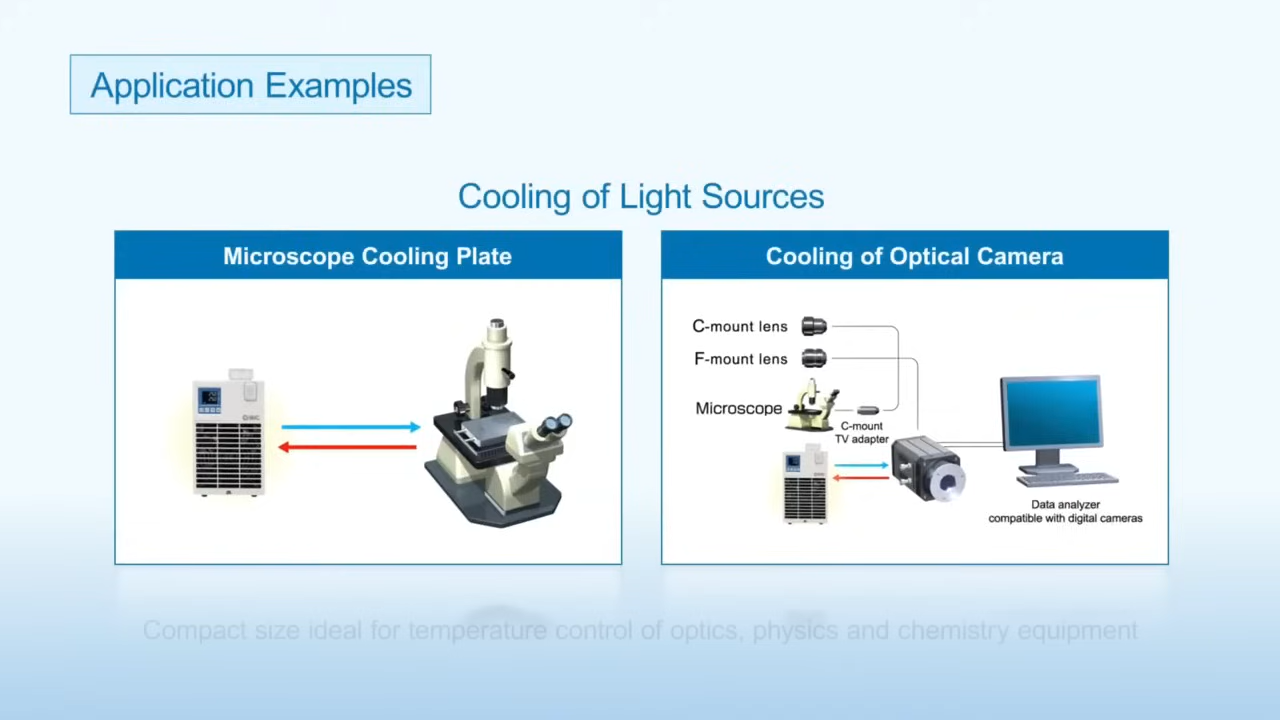 Application Examples
Cooling of Light Sources
Microscope Cooling Plate
Cooling of Optical Camera
C-mount lens
F-mount lens
Microscope
C-mount
TV adapter
Data analyzer
compatible with digital cameras
Compact size ideal for temperature control of optics, physics and chemistry equipment